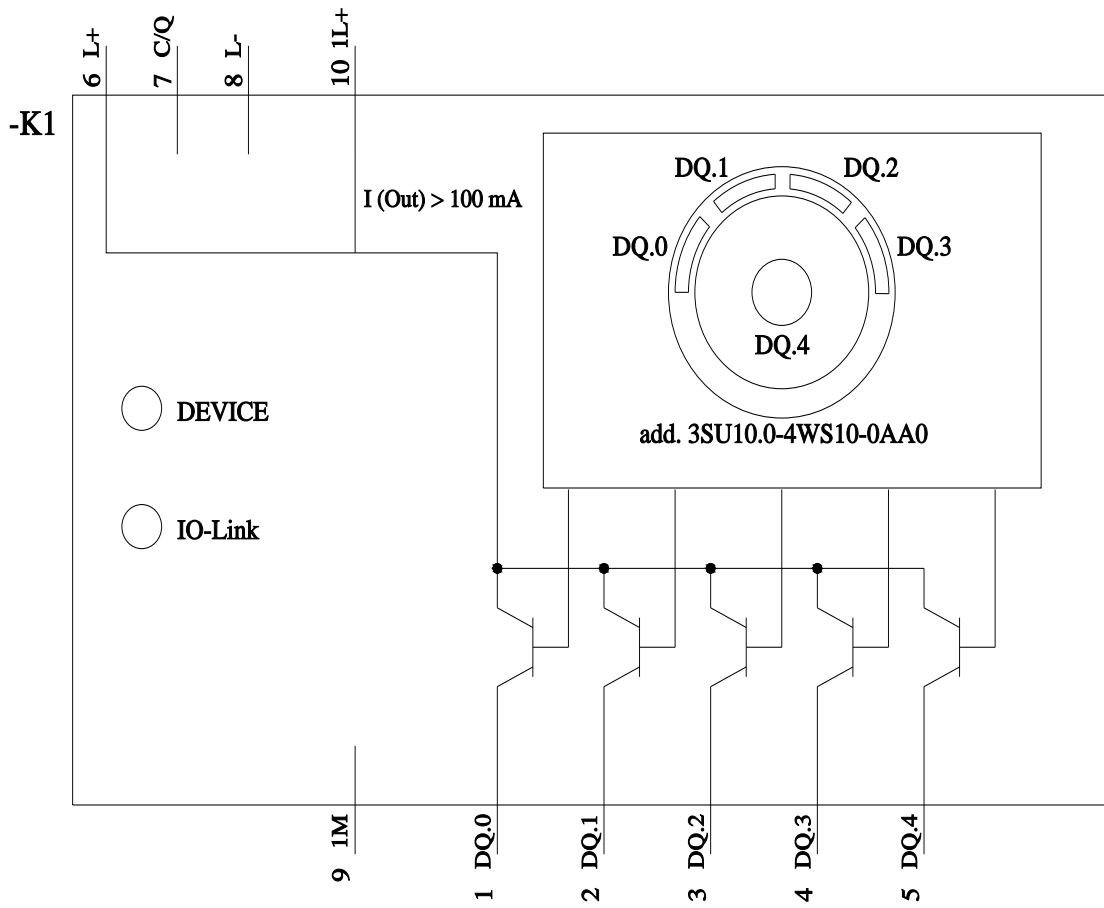 6 L+
7 C/Q
8 L-
10 1L+
-K1
I (Out) > 100 mA
DQ.1
DQ.2
DQ.0
DQ.3
DQ.4
DEVICE
add. 3SU10.0-4WS10-0AA0
IO-Link
9 1M
1 DQ.0
2 DQ.1
3 DQ.2
4 DQ.3
5 DQ.4